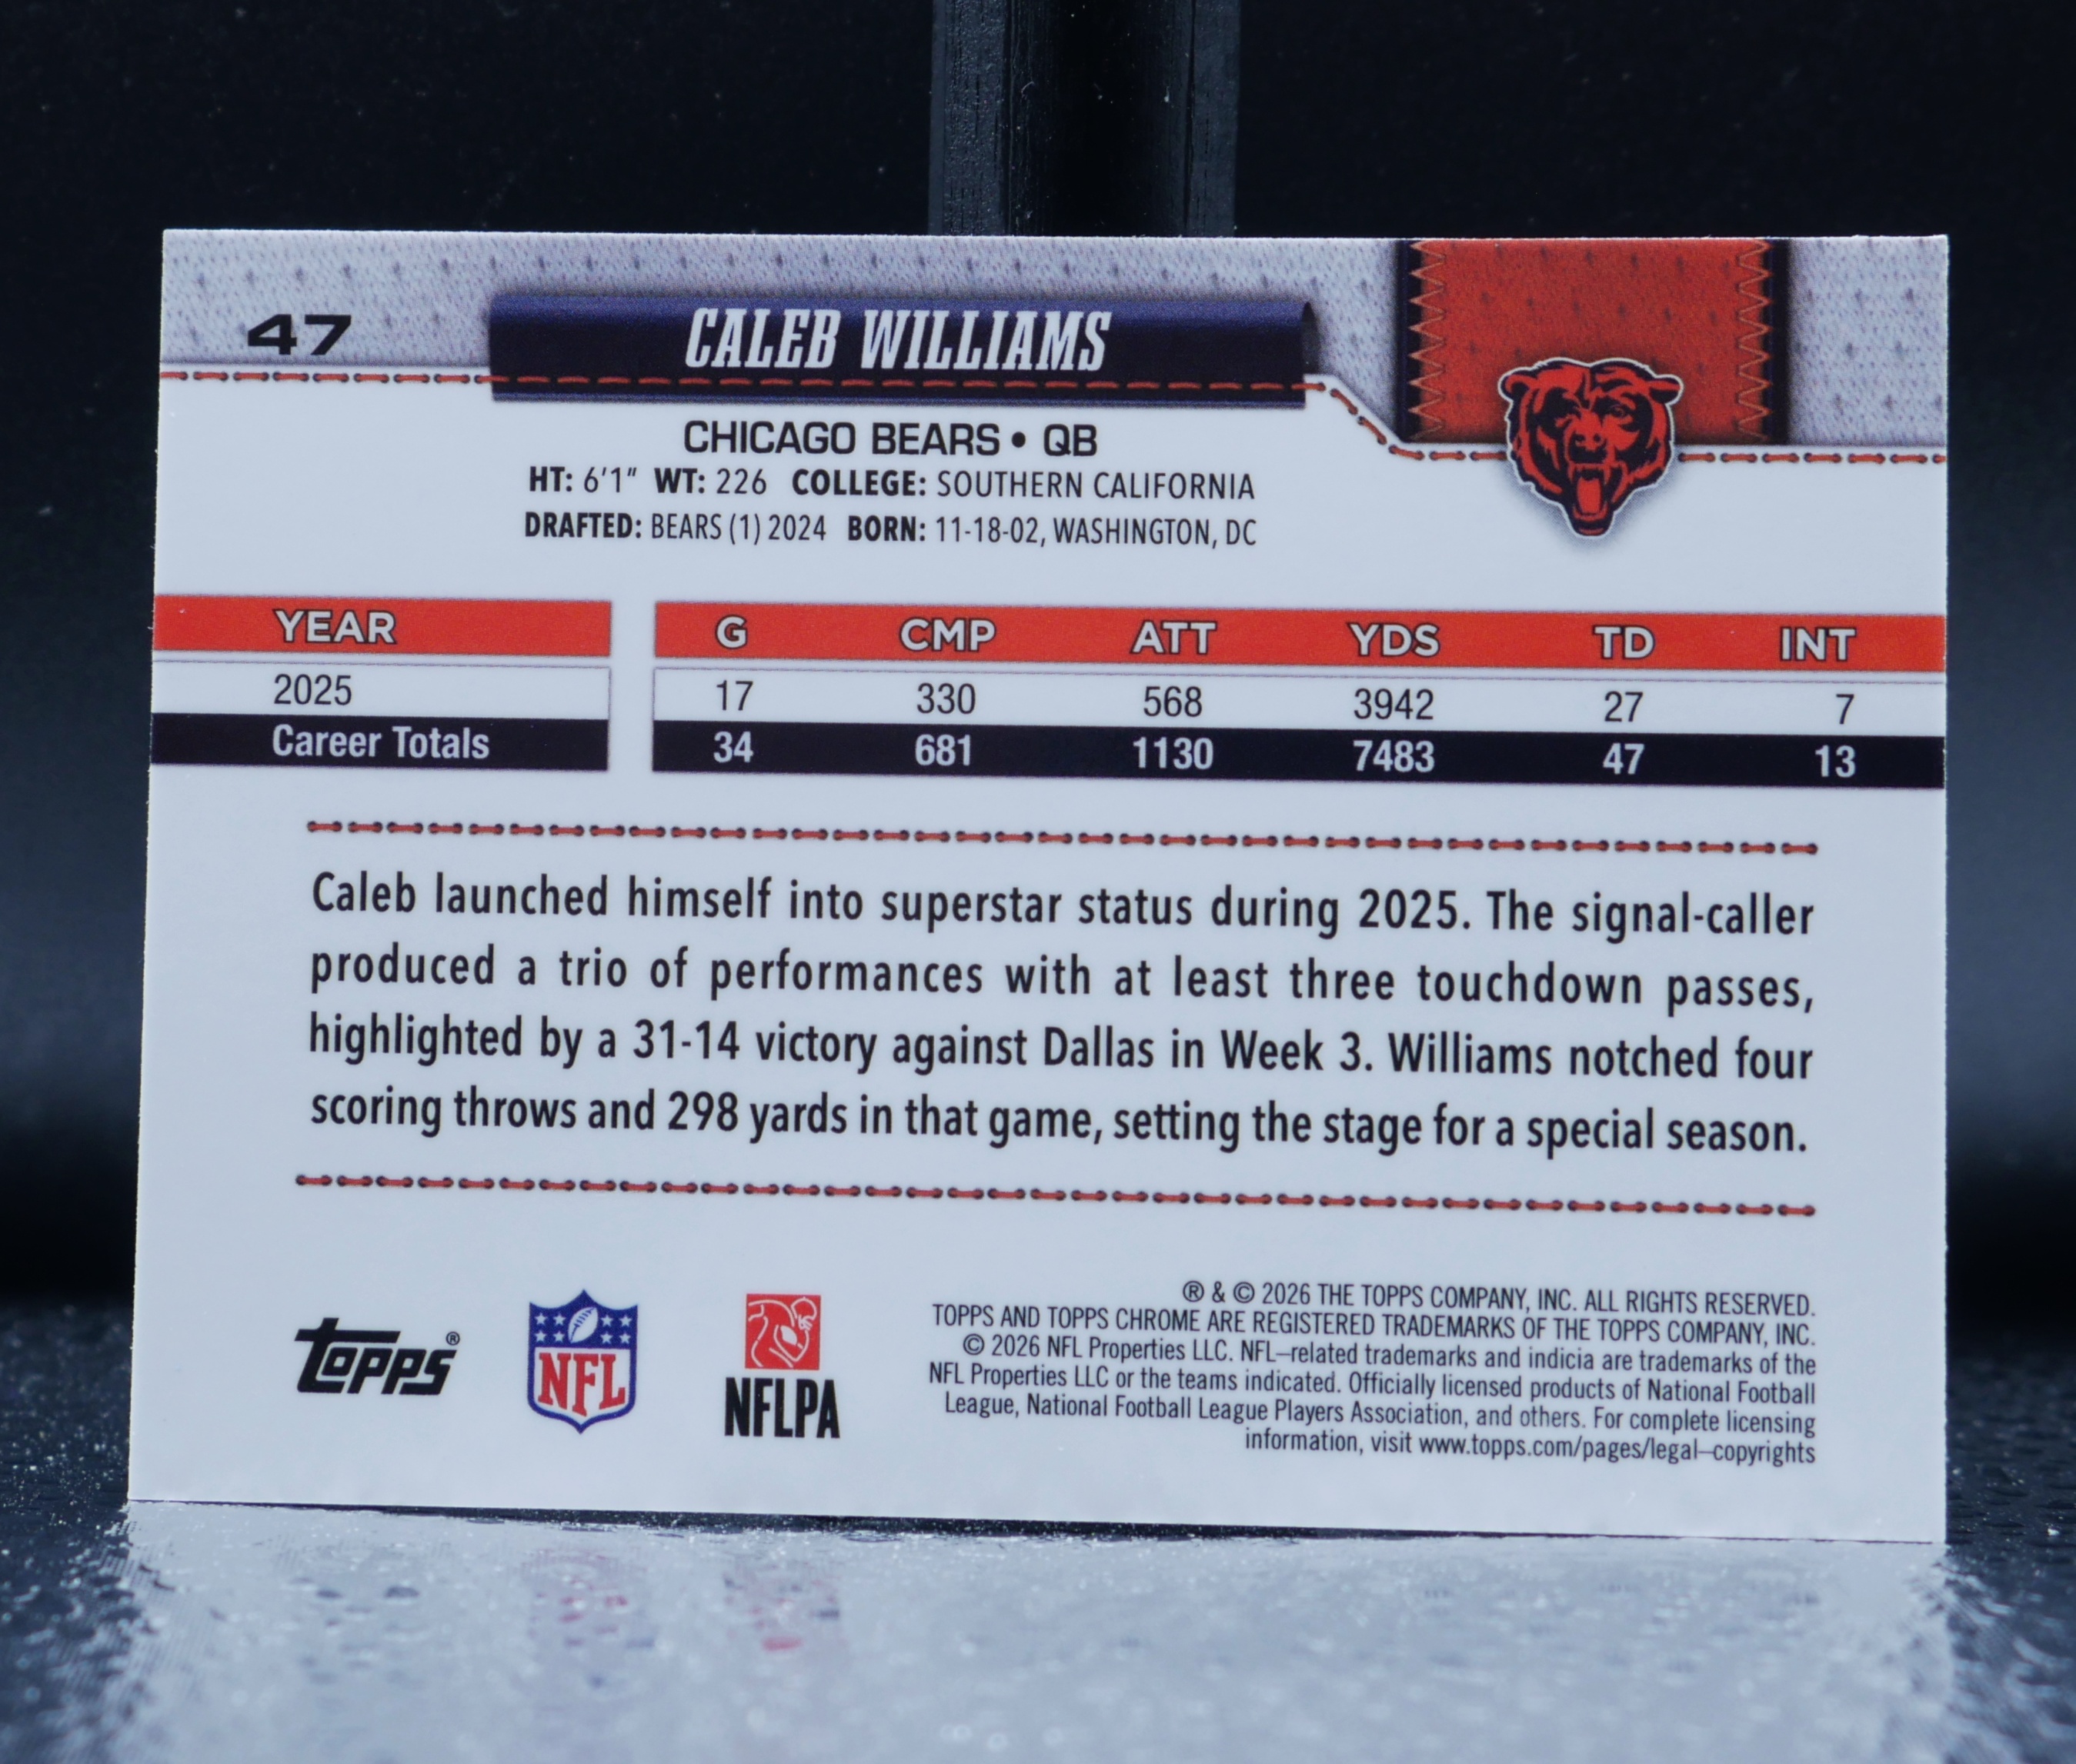 47
CALEB WILLIAMS
CHICAGO BEARS • QB
HT: 6'1" WT: 226 COLLEGE: SOUTHERN CALIFORNIA
DRAFTED: BEARS (1) 2024 BORN: 11-18-02, WASHINGTON, DC
YEAR G CMP ATT YDS TD INT
2025 17 330 568 3942 27 7
Career Totals 34 681 1130 7483 47 13
Caleb launched himself into superstar status during 2025. The signal-caller
produced a trio of performances with at least three touchdown passes,
highlighted by a 31-14 victory against Dallas in Week 3. Williams notched four
scoring throws and 298 yards in that game, setting the stage for a special season.
topps®
NFL
NFLPA
® & © 2026 THE TOPPS COMPANY, INC. ALL RIGHTS RESERVED.
TOPPS AND TOPPS CHROME ARE REGISTERED TRADEMARKS OF THE TOPPS COMPANY, INC.
© 2026 NFL Properties LLC. NFL–related trademarks and indicia are trademarks of the
NFL Properties LLC or the teams indicated. Officially licensed products of National Football
League, National Football League Players Association, and others. For complete licensing
information, visit www.topps.com/pages/legal–copyrights